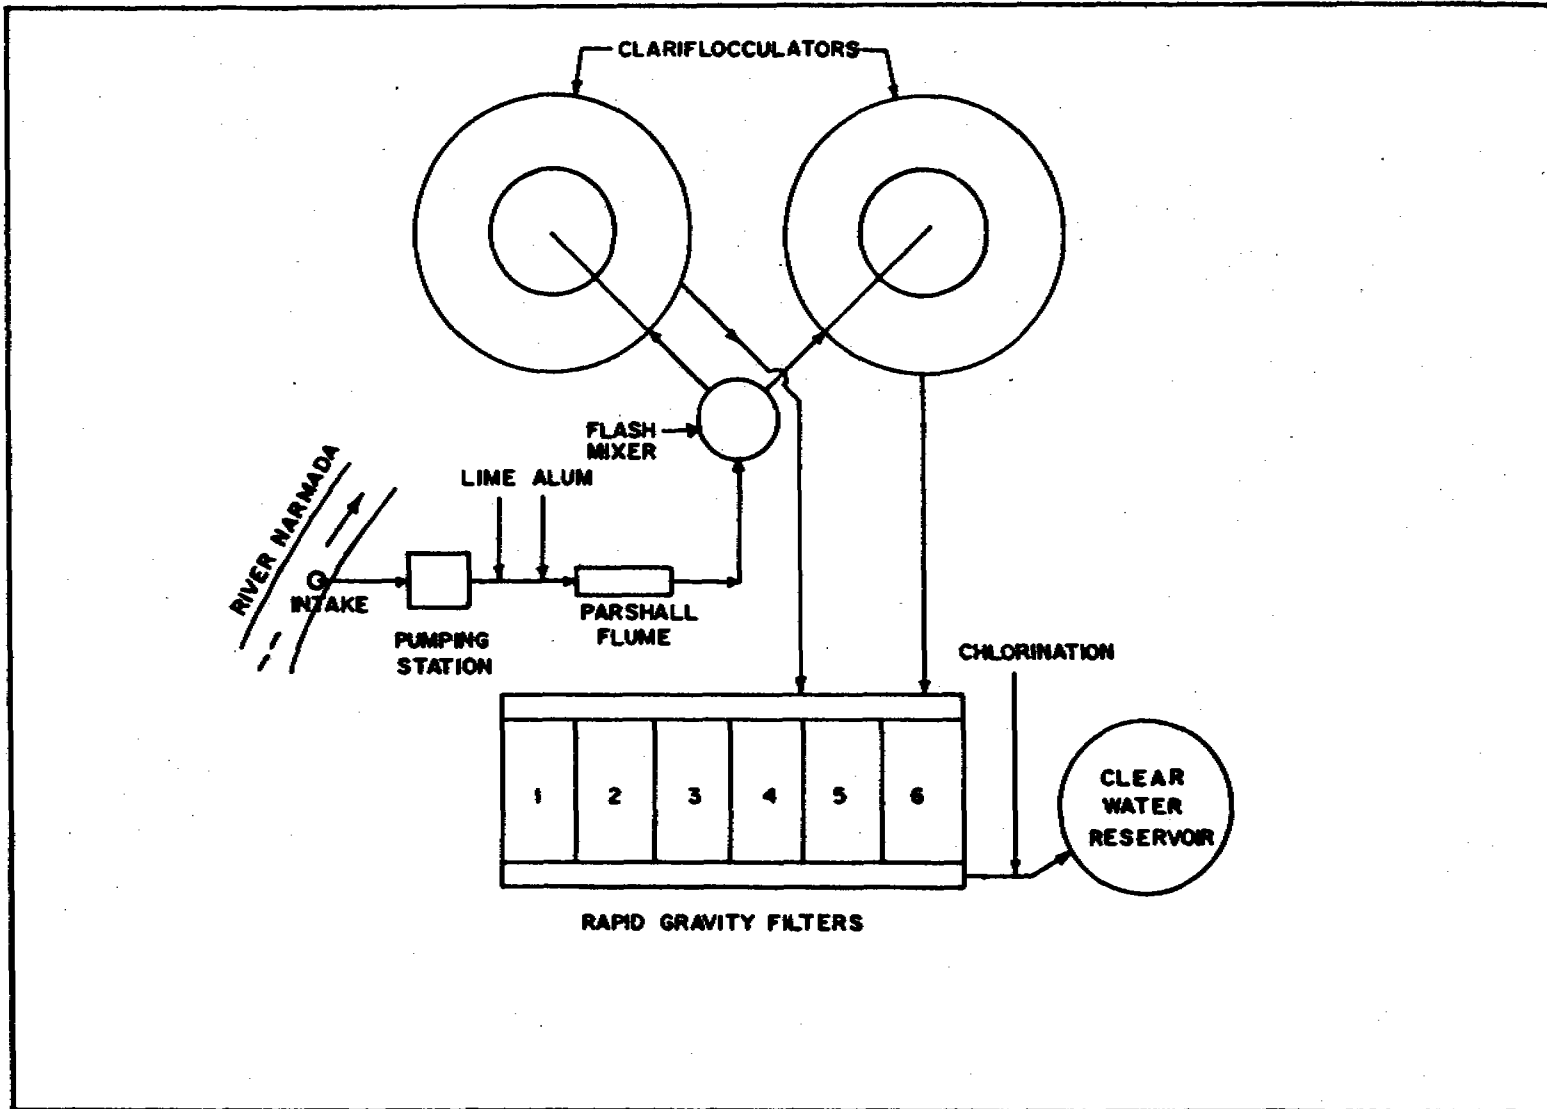 CLARIFLOCCULATORS
FLASH
MIXER
LIME ALUM
RIVER NARMADA
INTAKE
PUMPING
STATION
PARSHALL
FLUME
CHLORINATION
1 2 3 4 5 6
CLEAR
WATER
RESERVOIR
RAPID GRAVITY FILTERS